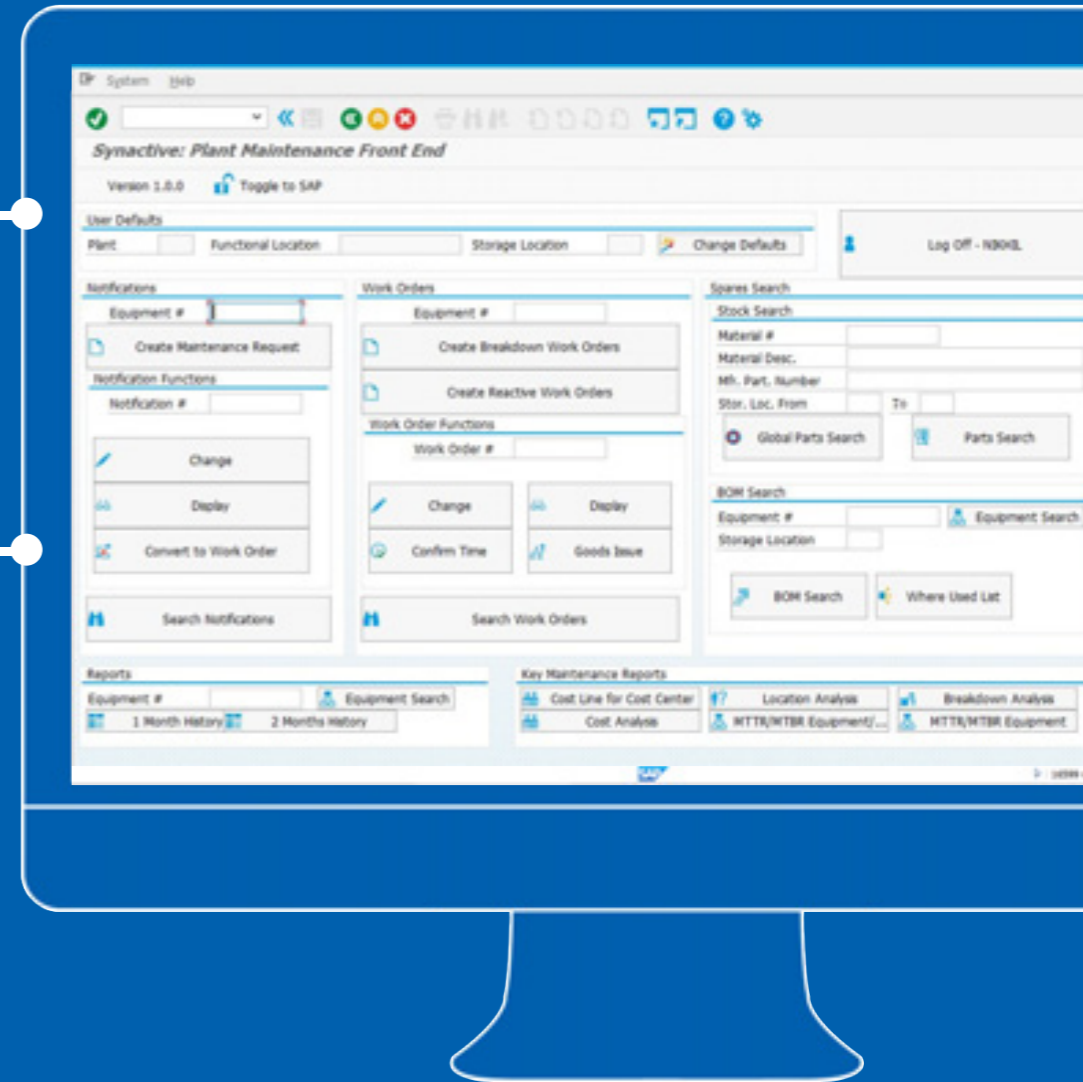 System Help
Synactive: Plant Maintenance Front End
Version 1.0.0 Toggle to SAP
User Defaults
Plant Functional Location Storage Location Change Defaults
Log Off - NIKHIL
Notifications
Equipment #
Create Maintenance Request
Notification Functions
Notification #
Change
Display
Convert to Work Order
Search Notifications
Work Orders
Equipment #
Create Breakdown Work Orders
Create Reactive Work Orders
Work Order Functions
Work Order #
Change Display
Confirm Time Goods Issue
Search Work Orders
Spares Search
Stock Search
Material #
Material Desc.
Mfr. Part. Number
Stor. Loc. From To
Global Parts Search Parts Search
BOM Search
Equipment # Equipment Search
Storage Location
BOM Search Where Used List
Reports
Equipment # Equipment Search
1 Month History 2 Months History
Key Maintenance Reports
Cost Line for Cost Center Location Analysis Breakdown Analysis
Cost Analysis MTTR/MTBR Equipment/... MTTR/MTBR Equipment
SAP